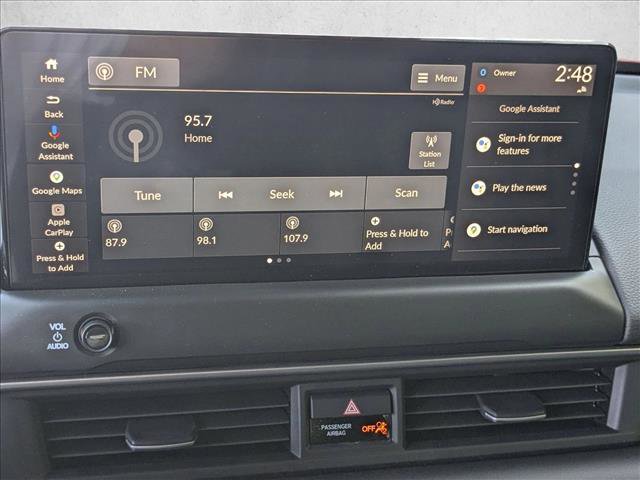 Home
Back
Google
Assistant
Google Maps
Apple
CarPlay
Press & Hold
to Add
FM
Menu
HD Radio
95.7
Home
Station
List
Tune
Seek
Scan
87.9
98.1
107.9
Press & Hold to
Add
Owner
2:48
Google Assistant
Sign-in for more
features
Play the news
Start navigation
VOL
AUDIO
PASSENGER
AIRBAG
OFF